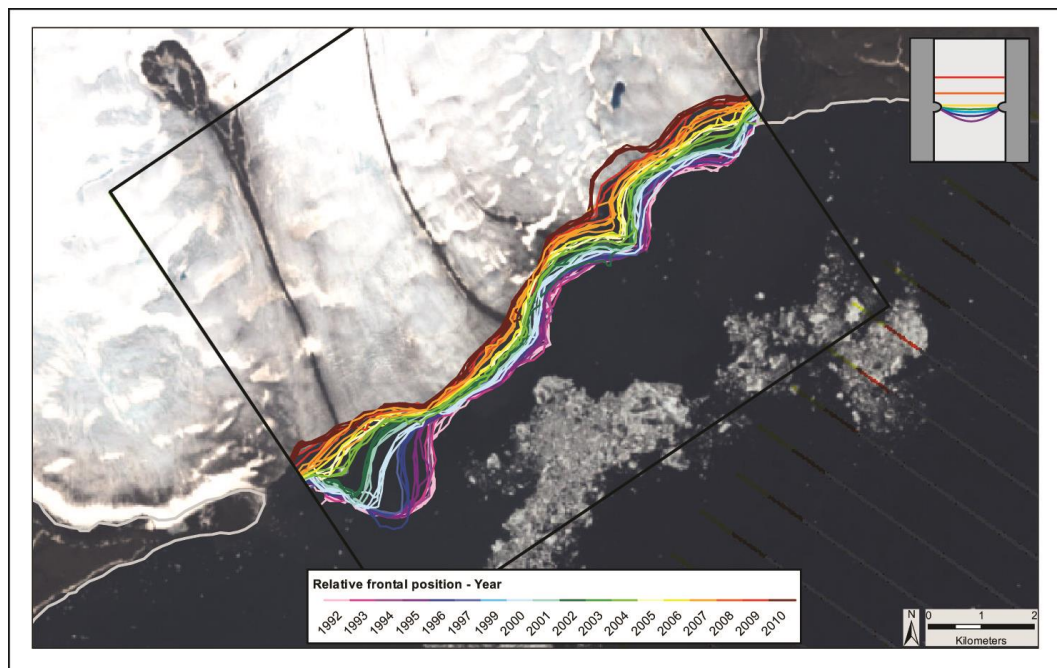 Relative frontal position - Year
1992 1993 1994 1995 1996 1997 1999 2000 2001 2002 2003 2004 2005 2006 2007 2008 2009 2010
N
0 1 2
Kilometers